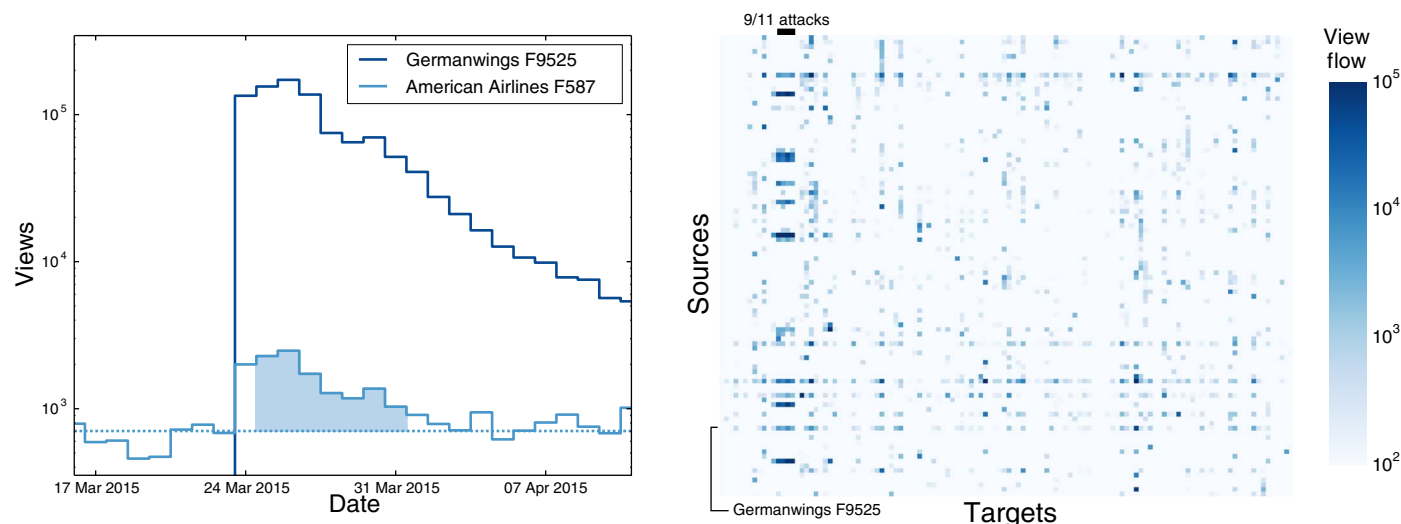 Germanwings F9525
American Airlines F587
10^5
10^4
10^3
Views
17 Mar 2015
24 Mar 2015
31 Mar 2015
07 Apr 2015
Date
9/11 attacks
Sources
Germanwings F9525
Targets
View
flow
10^5
10^4
10^3
10^2